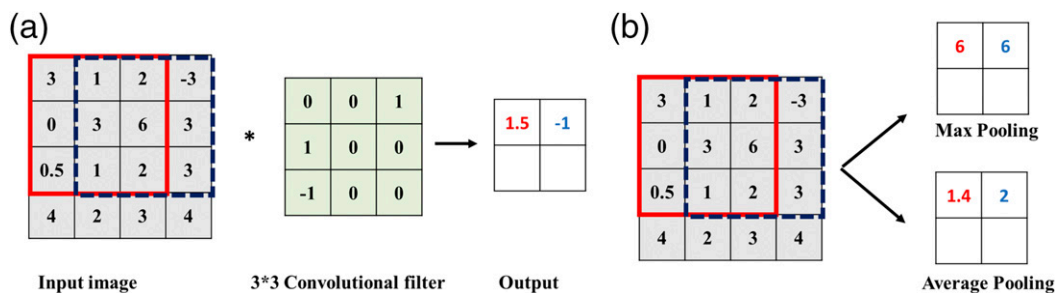 (a)
3 1 2 -3
0 3 6 3
0.5 1 2 3
4 2 3 4
Input image
*
0 0 1
1 0 0
-1 0 0
3*3 Convolutional filter
1.5 -1
Output
(b)
3 1 2 -3
0 3 6 3
0.5 1 2 3
4 2 3 4
6 6
Max Pooling
1.4 2
Average Pooling